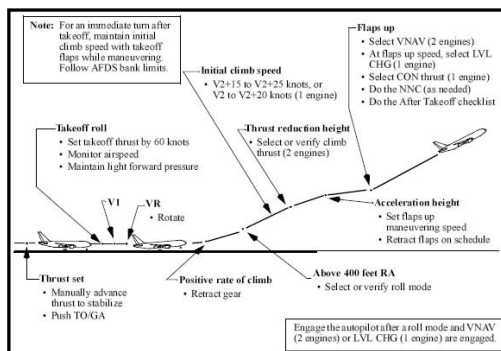 Note: For an immediate turn after
takeoff, maintain initial
climb speed with takeoff
flaps while maneuvering.
Follow AFDS bank limits.
Flaps up
• Select VNAV (2 engines)
• At flaps up speed, select LVL
CHG (1 engine)
• Select CON thrust (1 engine)
• Do the NNC (as needed)
• Do the After Takeoff checklist
Initial climb speed
• V2+15 to V2+25 knots, or
V2 to V2+20 knots (1 engine)
Thrust reduction height
• Select or verify climb
thrust (2 engines)
Takeoff roll
• Set takeoff thrust by 60 knots
• Monitor airspeed
• Maintain light forward pressure
V1
VR
• Rotate
Acceleration height
• Set flaps up
maneuvering speed
• Retract flaps on schedule
Thrust set
• Manually advance
thrust to stabilize
• Push TO/GA
Positive rate of climb
• Retract gear
Above 400 feet RA
• Select or verify roll mode
Engage the autopilot after a roll mode and VNAV
(2 engines) or LVL CHG (1 engine) are engaged.